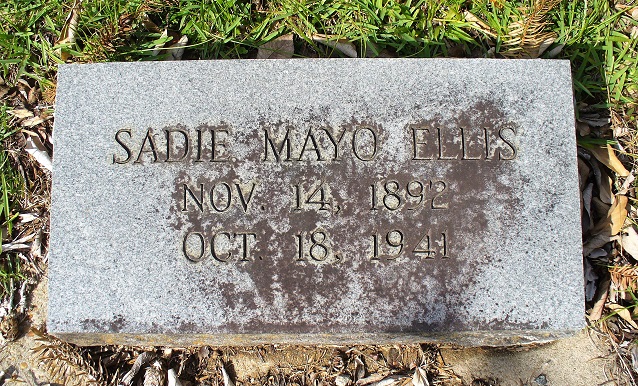 SADIE MAYO ELLIS
NOV. 14, 1892
OCT. 18, 1941